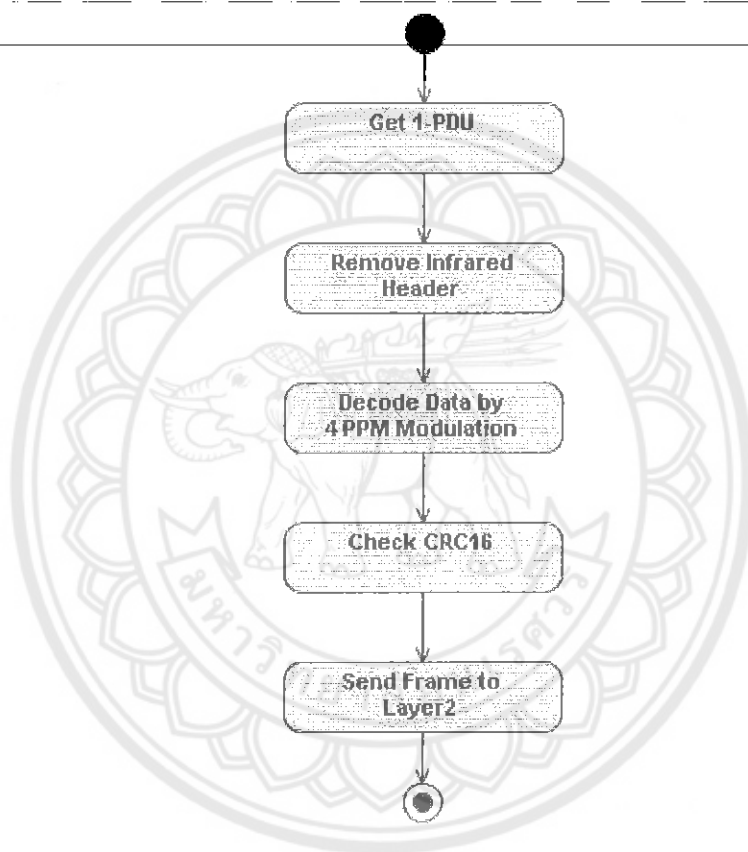 Get 1-PDU
Remove Infrared
Header
Decode Data by
4 PPM Modulation
Check CRC16
Send Frame to
Layer2